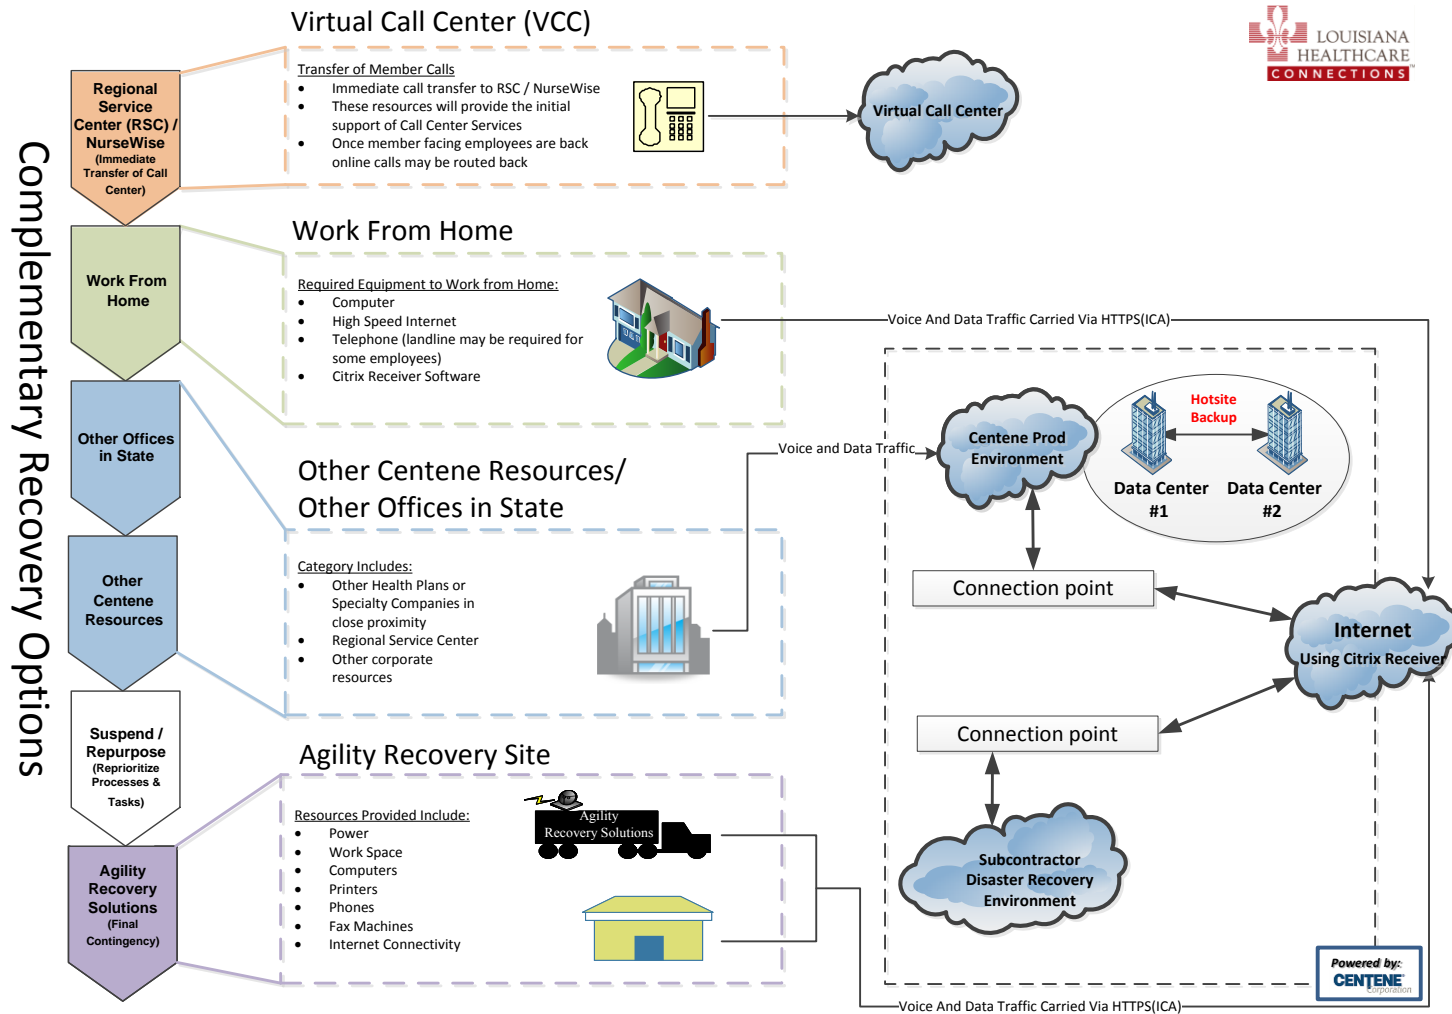 Complementary Recovery Options
LOUISIANA
HEALTHCARE
CONNECTIONS™
Regional
Service
Center (RSC) /
NurseWise
(Immediate
Transfer of Call
Center)
Work From
Home
Other Offices
in State
Other
Centene
Resources
Suspend /
Repurpose
(Reprioritize
Processes &
Tasks)
Agility
Recovery
Solutions
(Final
Contingency)
Virtual Call Center (VCC)
Transfer of Member Calls
• Immediate call transfer to RSC / NurseWise
• These resources will provide the initial
support of Call Center Services
• Once member facing employees are back
online calls may be routed back
Virtual Call Center
Work From Home
Required Equipment to Work from Home:
• Computer
• High Speed Internet
• Telephone (landline may be required for
some employees)
• Citrix Receiver Software
Voice And Data Traffic Carried Via HTTPS(ICA)
Other Centene Resources/
Other Offices in State
Category Includes:
• Other Health Plans or
Specialty Companies in
close proximity
• Regional Service Center
• Other corporate
resources
Voice and Data Traffic
Centene Prod
Environment
Hotsite
Backup
Data Center
#1
Data Center
#2
Connection point
Internet
Using Citrix Receiver
Connection point
Subcontractor
Disaster Recovery
Environment
Agility Recovery Site
Resources Provided Include:
• Power
• Work Space
• Computers
• Printers
• Phones
• Fax Machines
• Internet Connectivity
Agility
Recovery Solutions
Voice And Data Traffic Carried Via HTTPS(ICA)
Powered by:
CENTENE®
Corporation